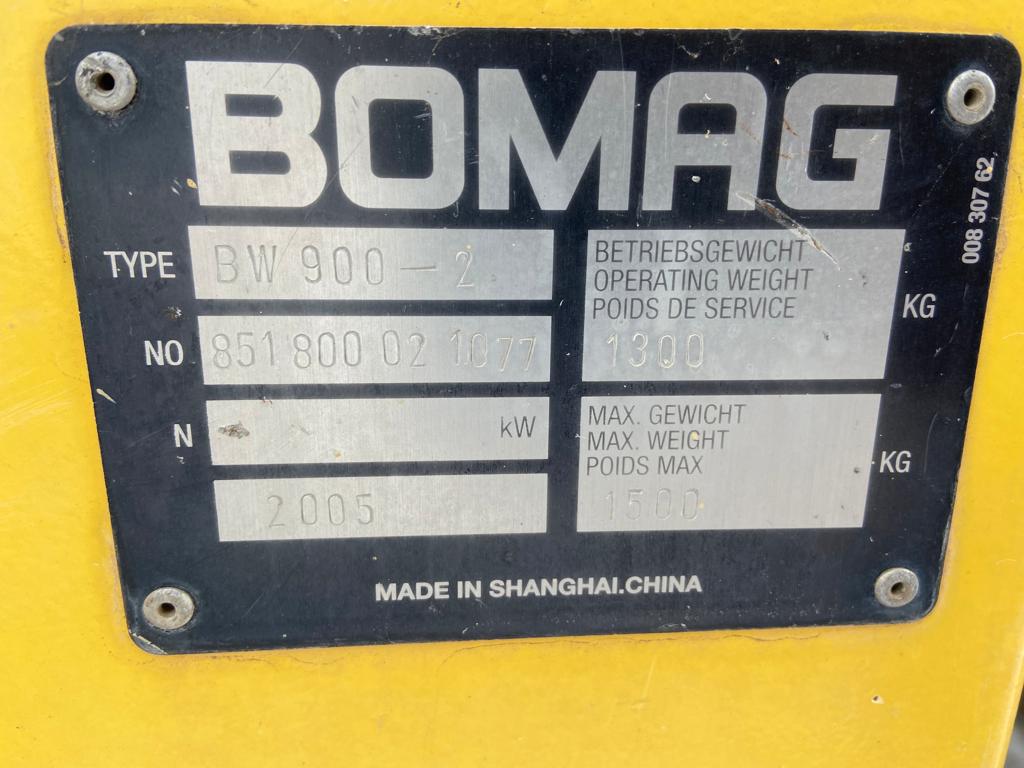 BOMAG
008 307 62
TYPE BW 900-2
NO 851 800 02 1077
N kW
2005
BETRIEBSGEWICHT
OPERATING WEIGHT
POIDS DE SERVICE KG
1300
MAX. GEWICHT
MAX. WEIGHT
POIDS MAX KG
1500
MADE IN SHANGHAI.CHINA